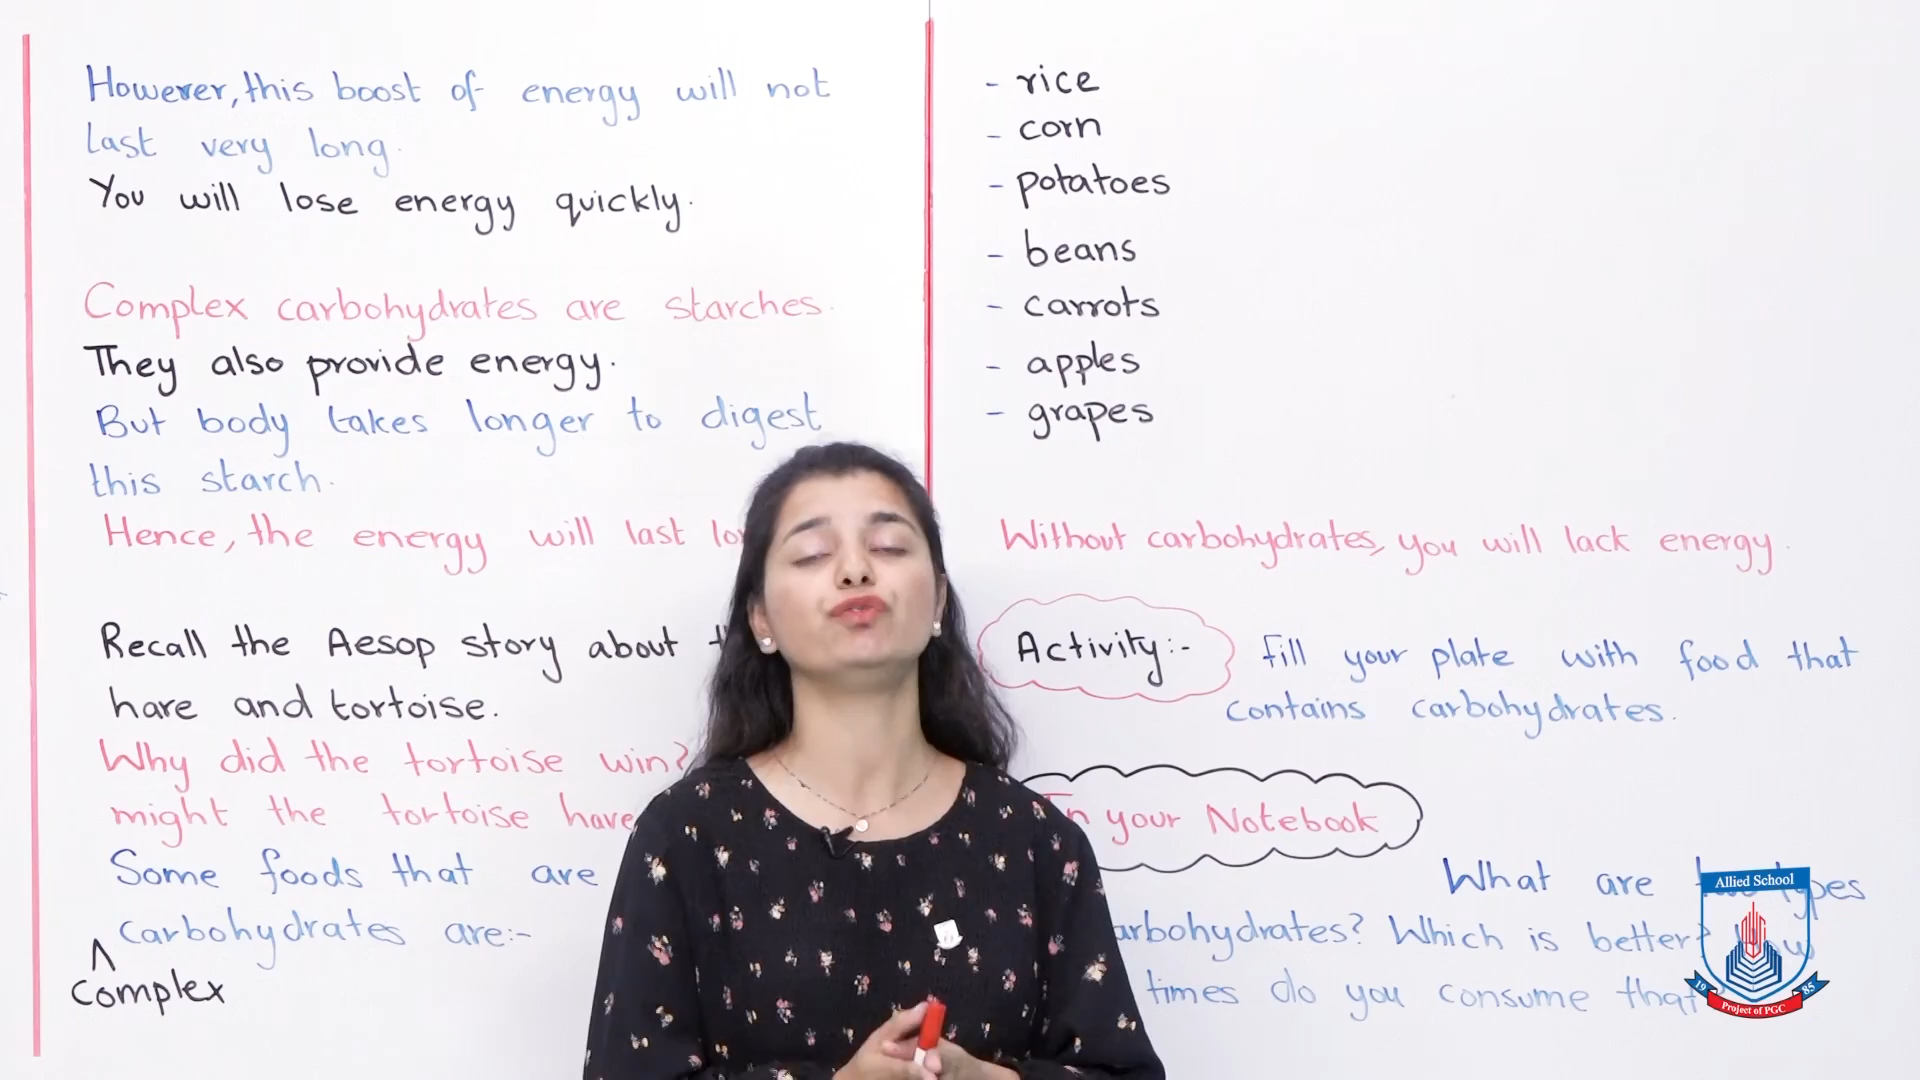 However, this boost of energy will not
last very long.
You will lose energy quickly.
Complex carbohydrates are starches.
They also provide energy.
But body takes longer to digest
this starch.
Hence, the energy will last
Recall the Aesop story about
hare and tortoise.
Why did the tortoise win?
might the tortoise have
Some foods that are
carbohydrates are:-
complex
- rice
- corn
- potatoes
- beans
- carrots
- apples
- grapes
Without carbohydrates, you will lack energy.
Activity:- Fill your plate with food that
contains carbohydrates.
In your Notebook
What are types
carbohydrates? Which is better? How
times do you consume that?
Allied School
1985
Project of PGC